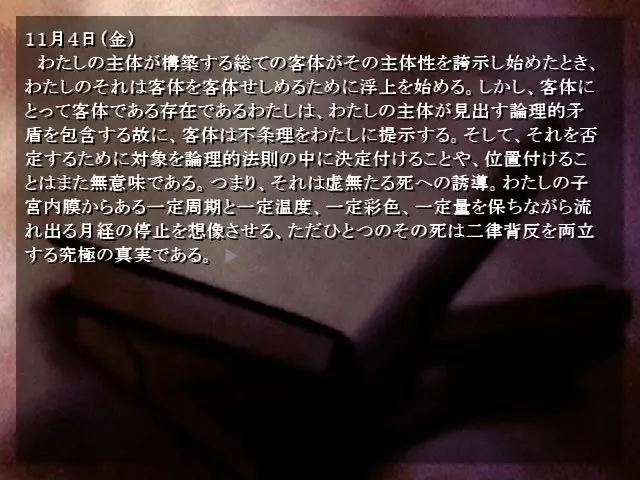 11月4日(金)
　わたしの主体が構築する総ての客体がその主体性を誇示し始めたとき、
わたしのそれは客体を客体せしめるために浮上を始める。しかし、客体に
とって客体である存在であるわたしは、わたしの主体が見出す論理的矛
盾を包含する故に、客体は不条理をわたしに提示する。そして、それを否
定するために対象を論理的法則の中に決定付けることや、位置付けるこ
とはまた無意味である。つまり、それは虚無たる死への誘導。わたしの子
宮内膜からある一定周期と一定温度、一定彩色、一定量を保ちながら流
れ出る月経の停止を想像させる、ただひとつのその死は二律背反を両立
する究極の真実である。